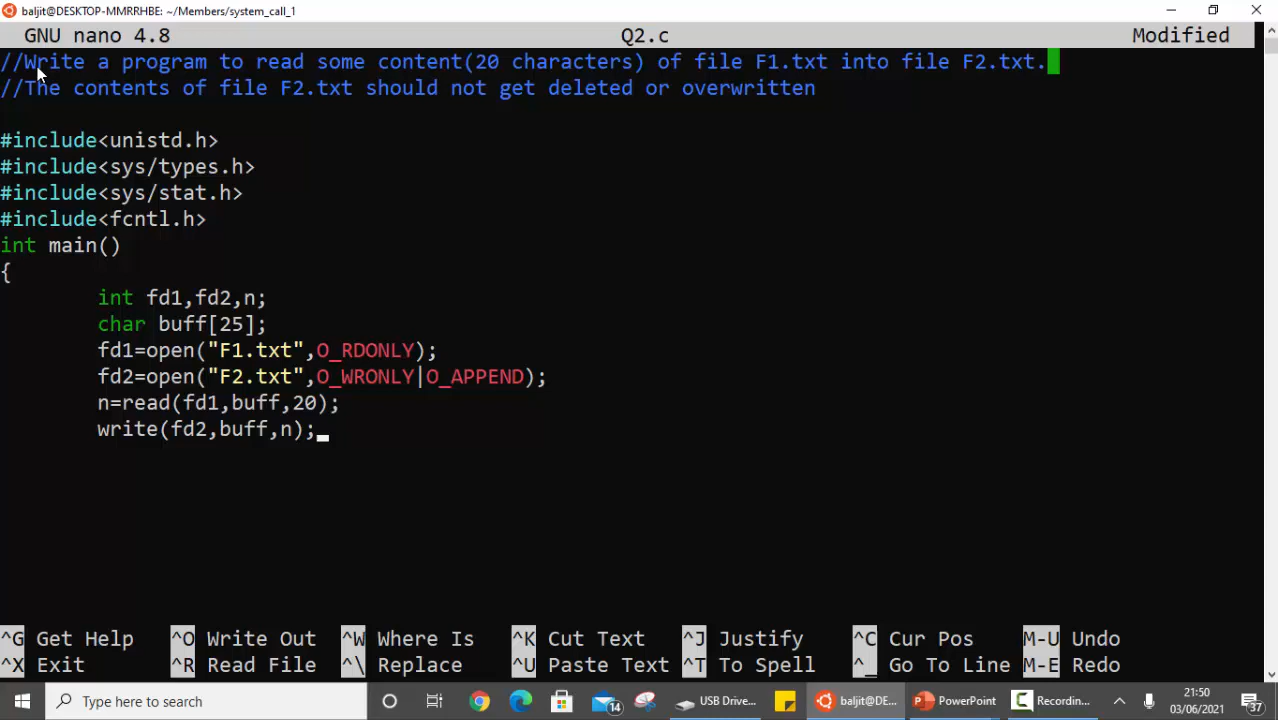 baljit@DESKTOP-MMRRHBE: ~/Members/system_call_1
GNU nano 4.8 Q2.c Modified
//Write a program to read some content(20 characters) of file F1.txt into file F2.txt.
//The contents of file F2.txt should not get deleted or overwritten
#include<unistd.h>
#include<sys/types.h>
#include<sys/stat.h>
#include<fcntl.h>
int main()
{
int fd1,fd2,n;
char buff[25];
fd1=open("F1.txt",O_RDONLY);
fd2=open("F2.txt",O_WRONLY|O_APPEND);
n=read(fd1,buff,20);
write(fd2,buff,n);
^G Get Help ^O Write Out ^W Where Is ^K Cut Text ^J Justify ^C Cur Pos M-U Undo
^X Exit ^R Read File ^\ Replace ^U Paste Text ^T To Spell ^_ Go To Line M-E Redo
Type here to search 14 USB Drive... baljit@DE... PowerPoint Recordin... 21:50
03/06/2021 37